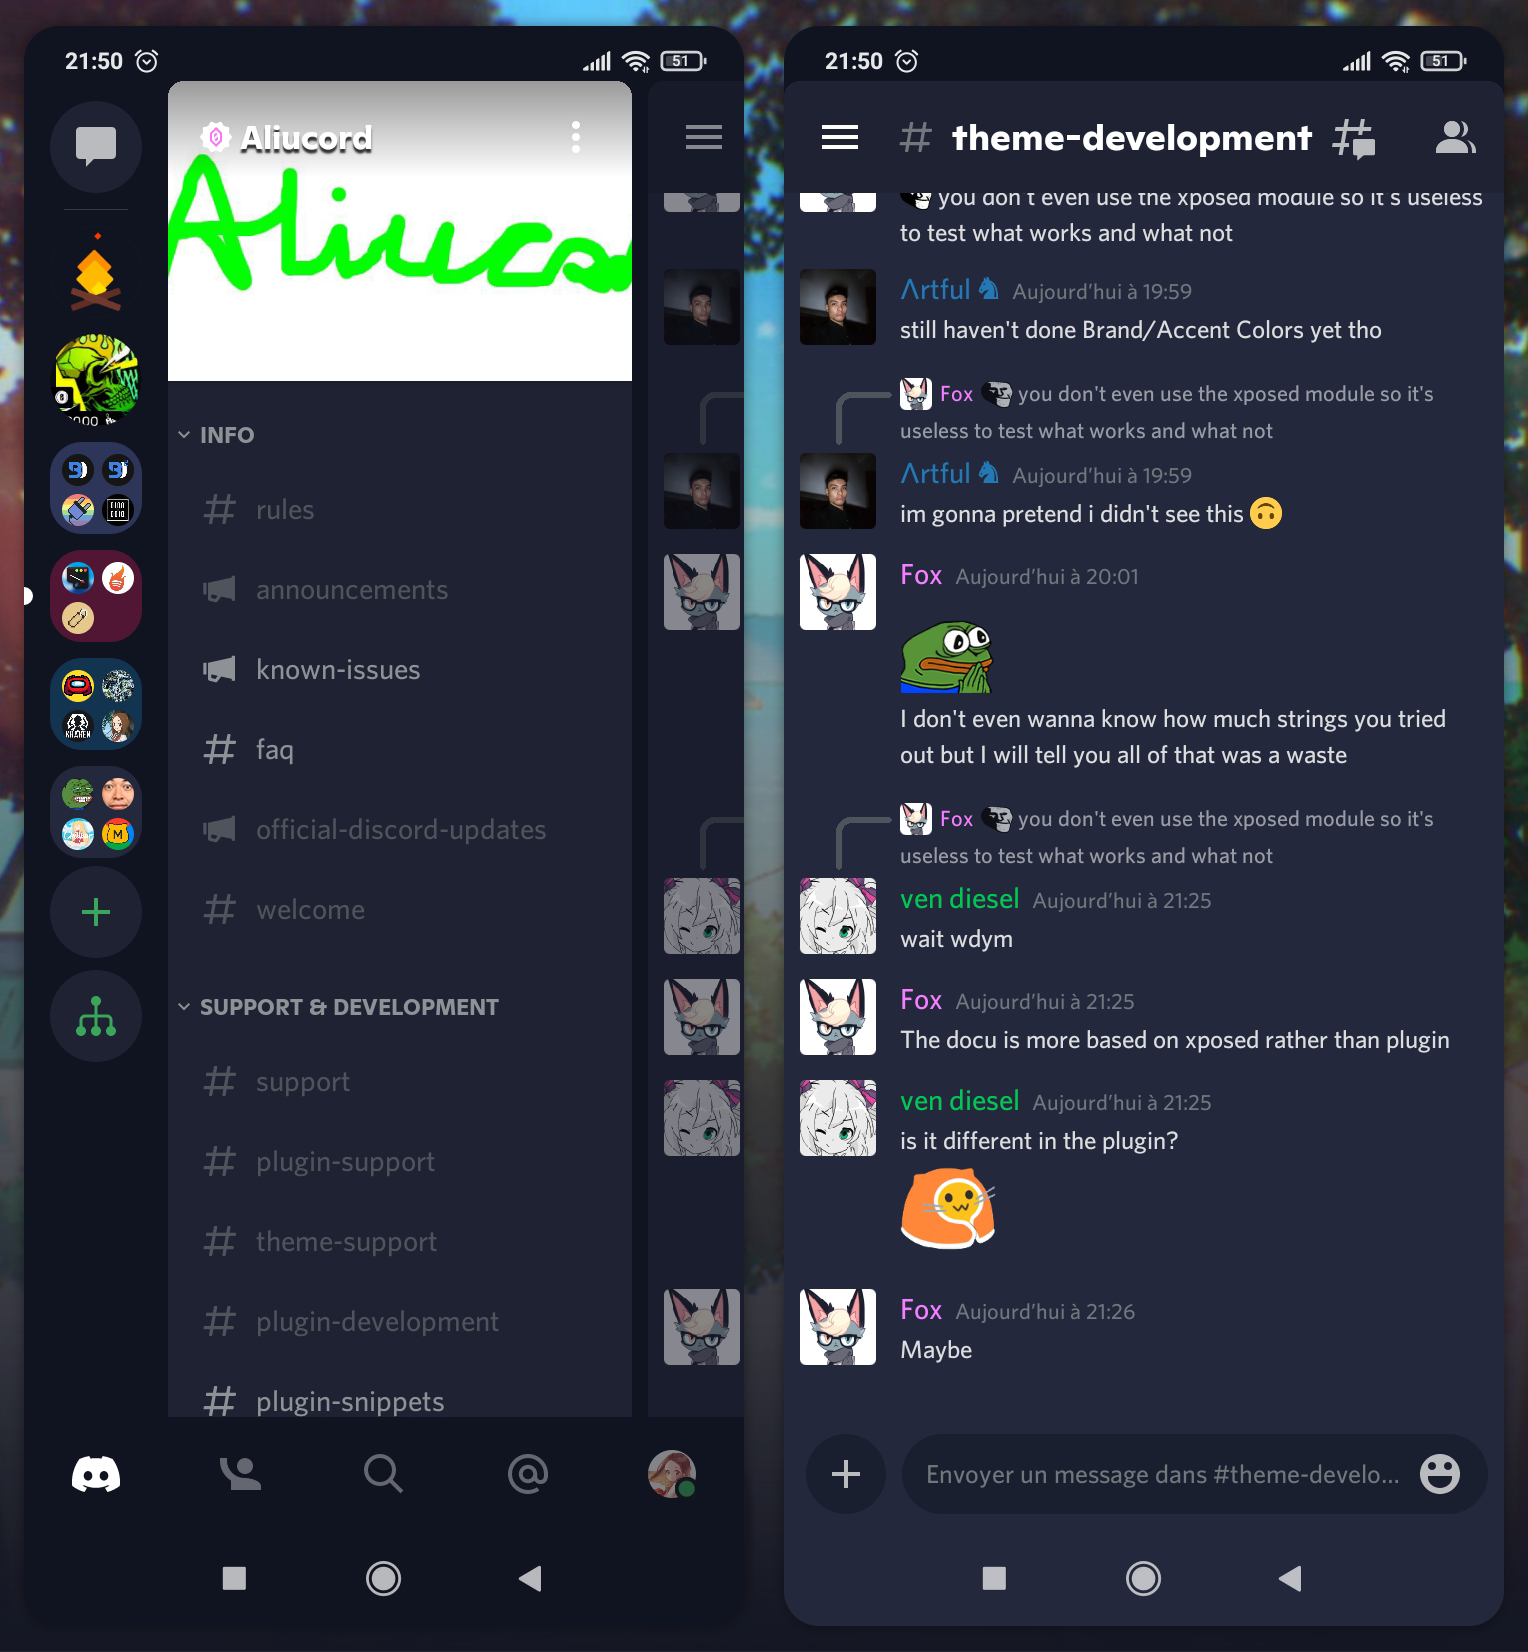 21:50
51
Aliucord
Aliuco
INFO
rules
announcements
known-issues
faq
official-discord-updates
welcome
SUPPORT & DEVELOPMENT
support
plugin-support
theme-support
plugin-development
plugin-snippets
21:50
51
theme-development
you don't even use the xposed module so it's useless
to test what works and what not
Λrtful ♞ Aujourd’hui à 19:59
still haven't done Brand/Accent Colors yet tho
Fox you don't even use the xposed module so it's
useless to test what works and what not
Λrtful ♞ Aujourd’hui à 19:59
im gonna pretend i didn't see this 🙃
Fox Aujourd’hui à 20:01
I don't even wanna know how much strings you tried
out but I will tell you all of that was a waste
Fox you don't even use the xposed module so it's
useless to test what works and what not
ven diesel Aujourd’hui à 21:25
wait wdym
Fox Aujourd’hui à 21:25
The docu is more based on xposed rather than plugin
ven diesel Aujourd’hui à 21:25
is it different in the plugin?
Fox Aujourd’hui à 21:26
Maybe
Envoyer un message dans #theme-develo...